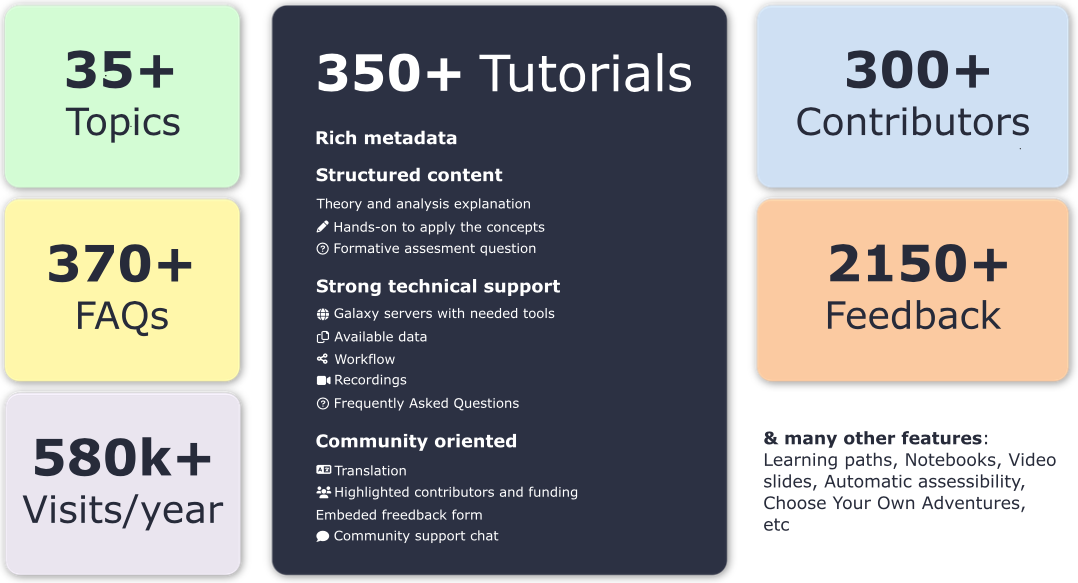 35+
Topics
370+
FAQs
580k+
Visits/year
350+ Tutorials
Rich metadata
Structured content
Theory and analysis explanation
Hands-on to apply the concepts
Formative assesment question
Strong technical support
Galaxy servers with needed tools
Available data
Workflow
Recordings
Frequently Asked Questions
Community oriented
Translation
Highlighted contributors and funding
Embeded freedback form
Community support chat
300+
Contributors
2150+
Feedback
& many other features:
Learning paths, Notebooks, Video
slides, Automatic assessibility,
Choose Your Own Adventures,
etc